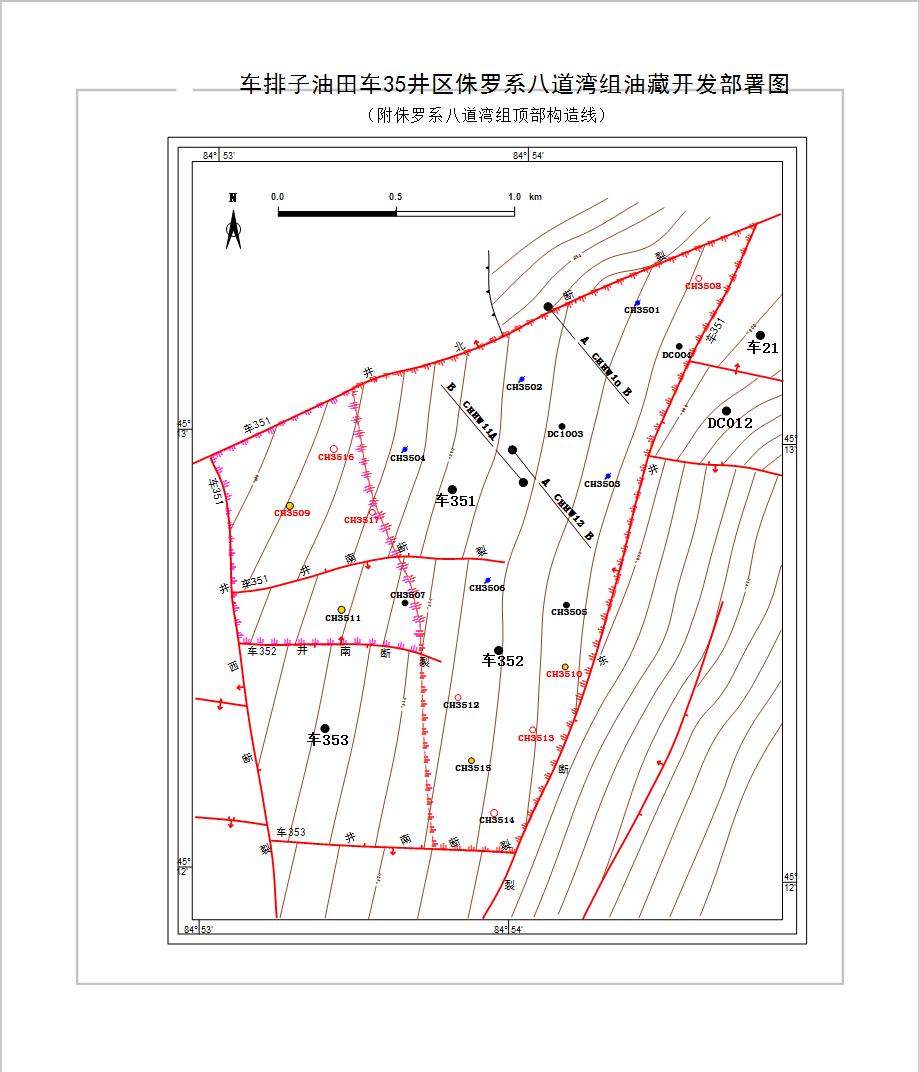 车排子油田车35井区侏罗系八道湾组油藏开发部署图
（附侏罗系八道湾组顶部构造线）
84° 53'
84° 54'
N
0.0 0.5 1.0 km
裂
CH3508
断
CH3501
车351
北
DC004
车21
井
A CHHW10 B
CH3502
B CHHW11A
DC012
车351
DC1003
45°
13'
45°
13'
CH3516
CH3504
井
车351
CH3503
车351
A CHHW12 B
CH3509
CH3517
断
裂
南
井
车351
井
CH3506
CH3507
CH3505
CH3511
车352 井 南 断 裂
车352
东
西
CH3510
CH3512
车353
CH3513
断
断
CH3515
CH3514
车353 井 南 断 裂
裂
45°
12'
45°
12'
裂
84° 53'
84° 54'